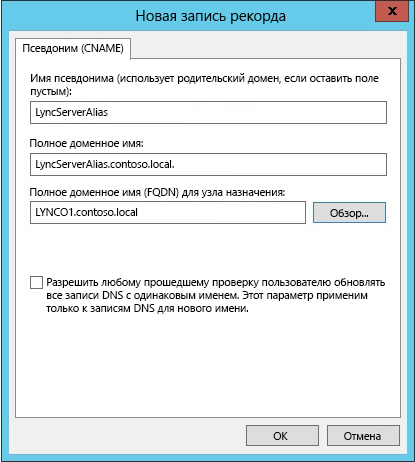 Новая запись рекорда
x
Псевдоним (CNAME)
Имя псевдонима (использует родительский домен, если оставить поле
пустым):
LyncServerAlias
Полное доменное имя:
LyncServerAlias.contoso.local.
Полное доменное имя (FQDN) для узла назначения:
LYNCO1.contoso.local
Обзор...
Разрешить любому прошедшему проверку пользователю обновлять
все записи DNS с одинаковым именем. Этот параметр применим
только к записям DNS для нового имени.
ОК
Отмена